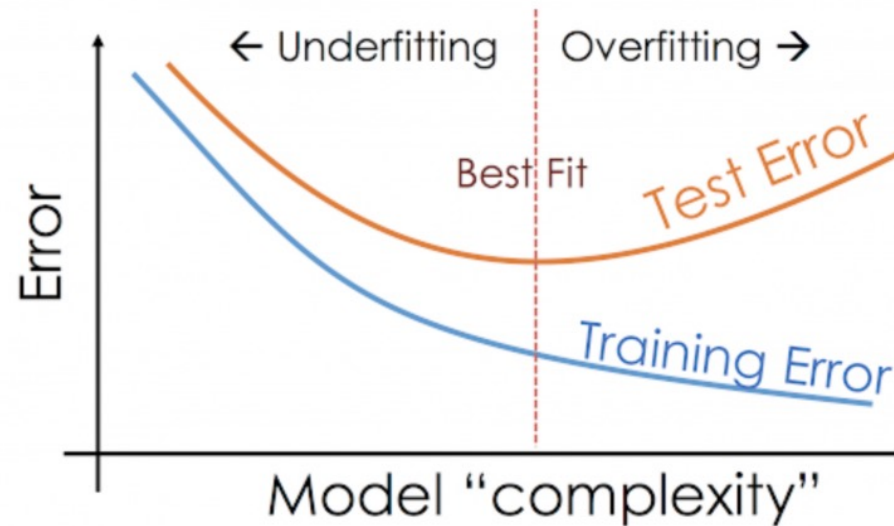 ← Underfitting
Overfitting →
Best Fit
Test Error
Training Error
Error
Model “complexity”